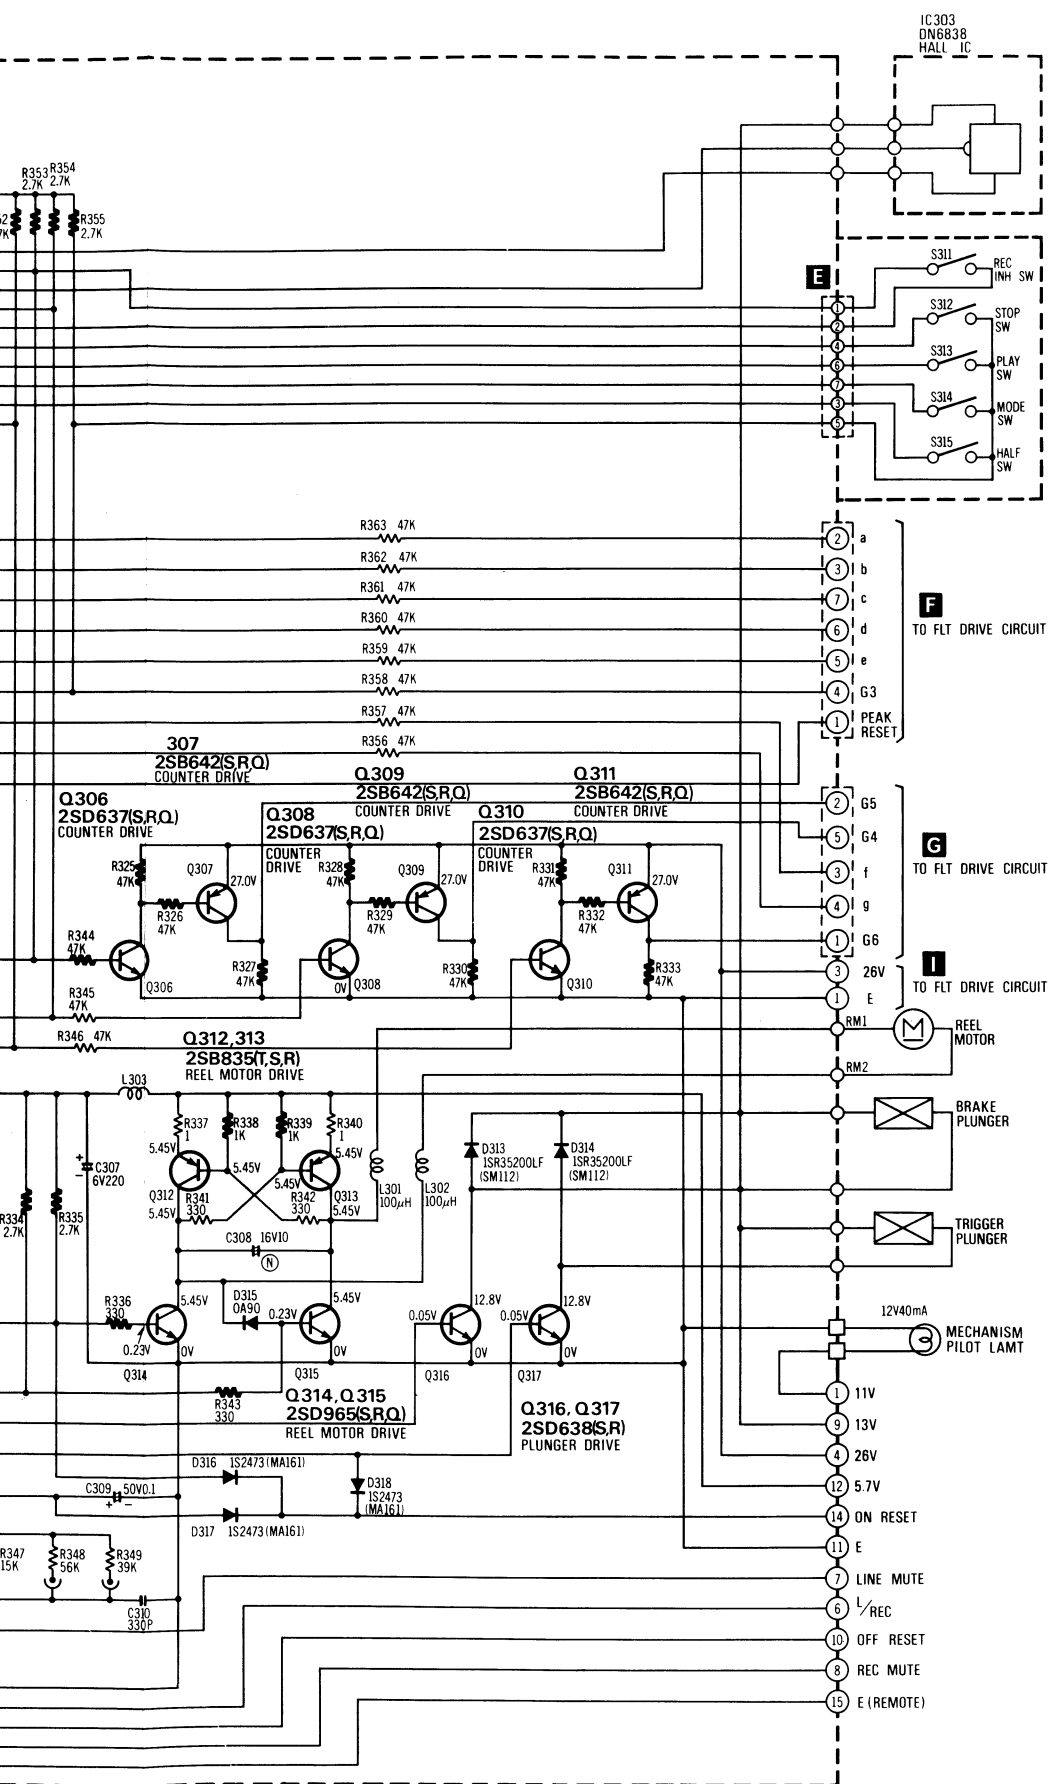 IC303
DN6838
HALL IC
R353 R354
2.7K 2.7K
R355
2.7K
E
S311
REC
INH SW
1
2
S312
STOP
SW
4
S313
PLAY
SW
6
7
S314
MODE
SW
3
5
S315
HALF
SW
R363 47K
2 a
R362 47K
3 b
R361 47K
7 c
F
R360 47K
6 d
TO FLT DRIVE CIRCUIT
R359 47K
5 e
R358 47K
4 G3
R357 47K
1 PEAK
RESET
R356 47K
307
2SB642(S,R,Q)
COUNTER DRIVE
Q309
2SB642(S,R,Q)
COUNTER DRIVE
Q311
2SB642(S,R,Q)
COUNTER DRIVE
Q306
2SD637(S,R,Q)
COUNTER DRIVE
Q308
2SD637(S,R,Q)
COUNTER
DRIVE
Q310
2SD637(S,R,Q)
COUNTER
DRIVE
2 G5
5 G4
G
TO FLT DRIVE CIRCUIT
3 f
4 g
1 G6
R325
47K
Q307
27.0V
R326
47K
R328
47K
Q309
27.0V
R329
47K
R331
47K
Q311
27.0V
R332
47K
R344
47K
Q306
R327
47K
0V
Q308
R330
47K
Q310
R333
47K
I
3 26V
1 E
TO FLT DRIVE CIRCUIT
R345
47K
R346 47K
RM1
M
REEL
MOTOR
RM2
Q312,313
2SB835(T,S,R)
REEL MOTOR DRIVE
L303
R337
1
R338
1K
R339
1K
R340
1
5.45V
5.45V
5.45V
5.45V
C307
6V220
+
-
Q312
R341
330
R342
330
Q313
5.45V
5.45V
L301
100μH
L302
100μH
D313
1SR35200LF
(SM112)
D314
1SR35200LF
(SM112)
BRAKE
PLUNGER
R334
2.7K
R335
2.7K
C308 16V10
N
TRIGGER
PLUNGER
R336
330
5.45V
0.23V
0V
Q314
D315
OA90
0.23V
5.45V
0V
Q315
0.05V
12.8V
0V
Q316
0.05V
12.8V
0V
Q317
12V40mA
MECHANISM
PILOT LAMT
R343
330
Q314, Q315
2SD965(S,R,Q)
REEL MOTOR DRIVE
Q316, Q317
2SD638(S,R)
PLUNGER DRIVE
1 11V
9 13V
4 26V
12 5.7V
14 ON RESET
11 E
7 LINE MUTE
6 L/REC
10 OFF RESET
8 REC MUTE
15 E (REMOTE)
D316 1S2473 (MA161)
D318
1S2473
(MA161)
C309 50V0.1
+ -
D317 1S2473 (MA161)
R347
15K
R348
56K
R349
39K
C310
330P